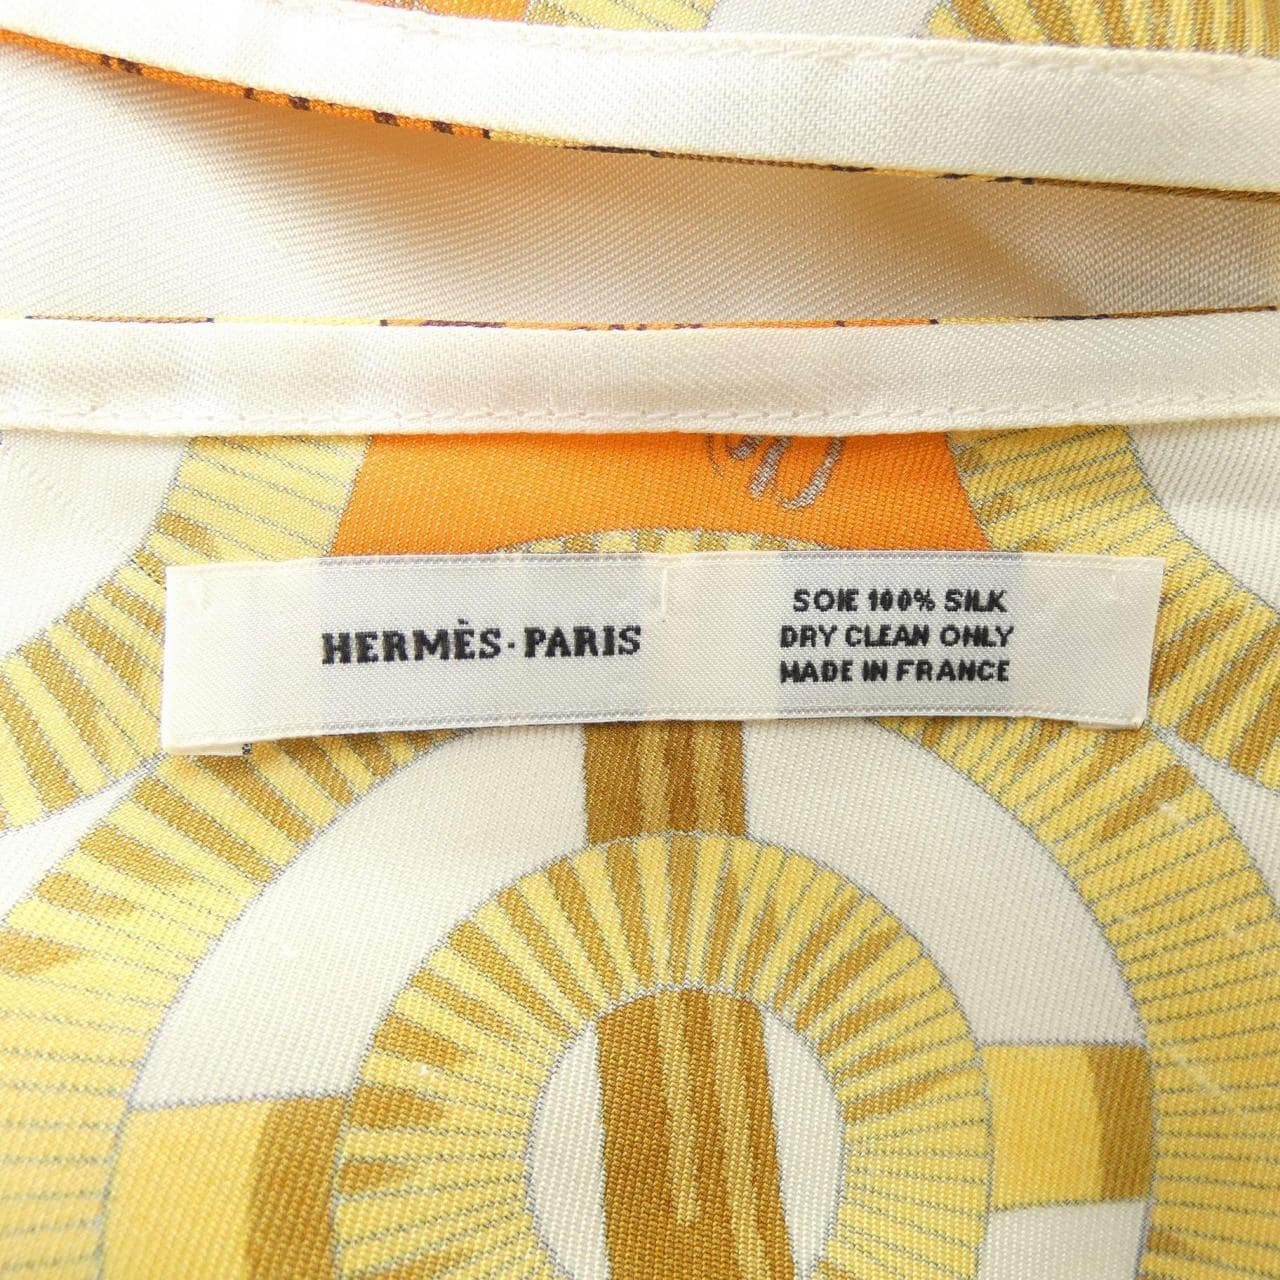 HERMÈS·PARIS
SOIE 100% SILK
DRY CLEAN ONLY
MADE IN FRANCE